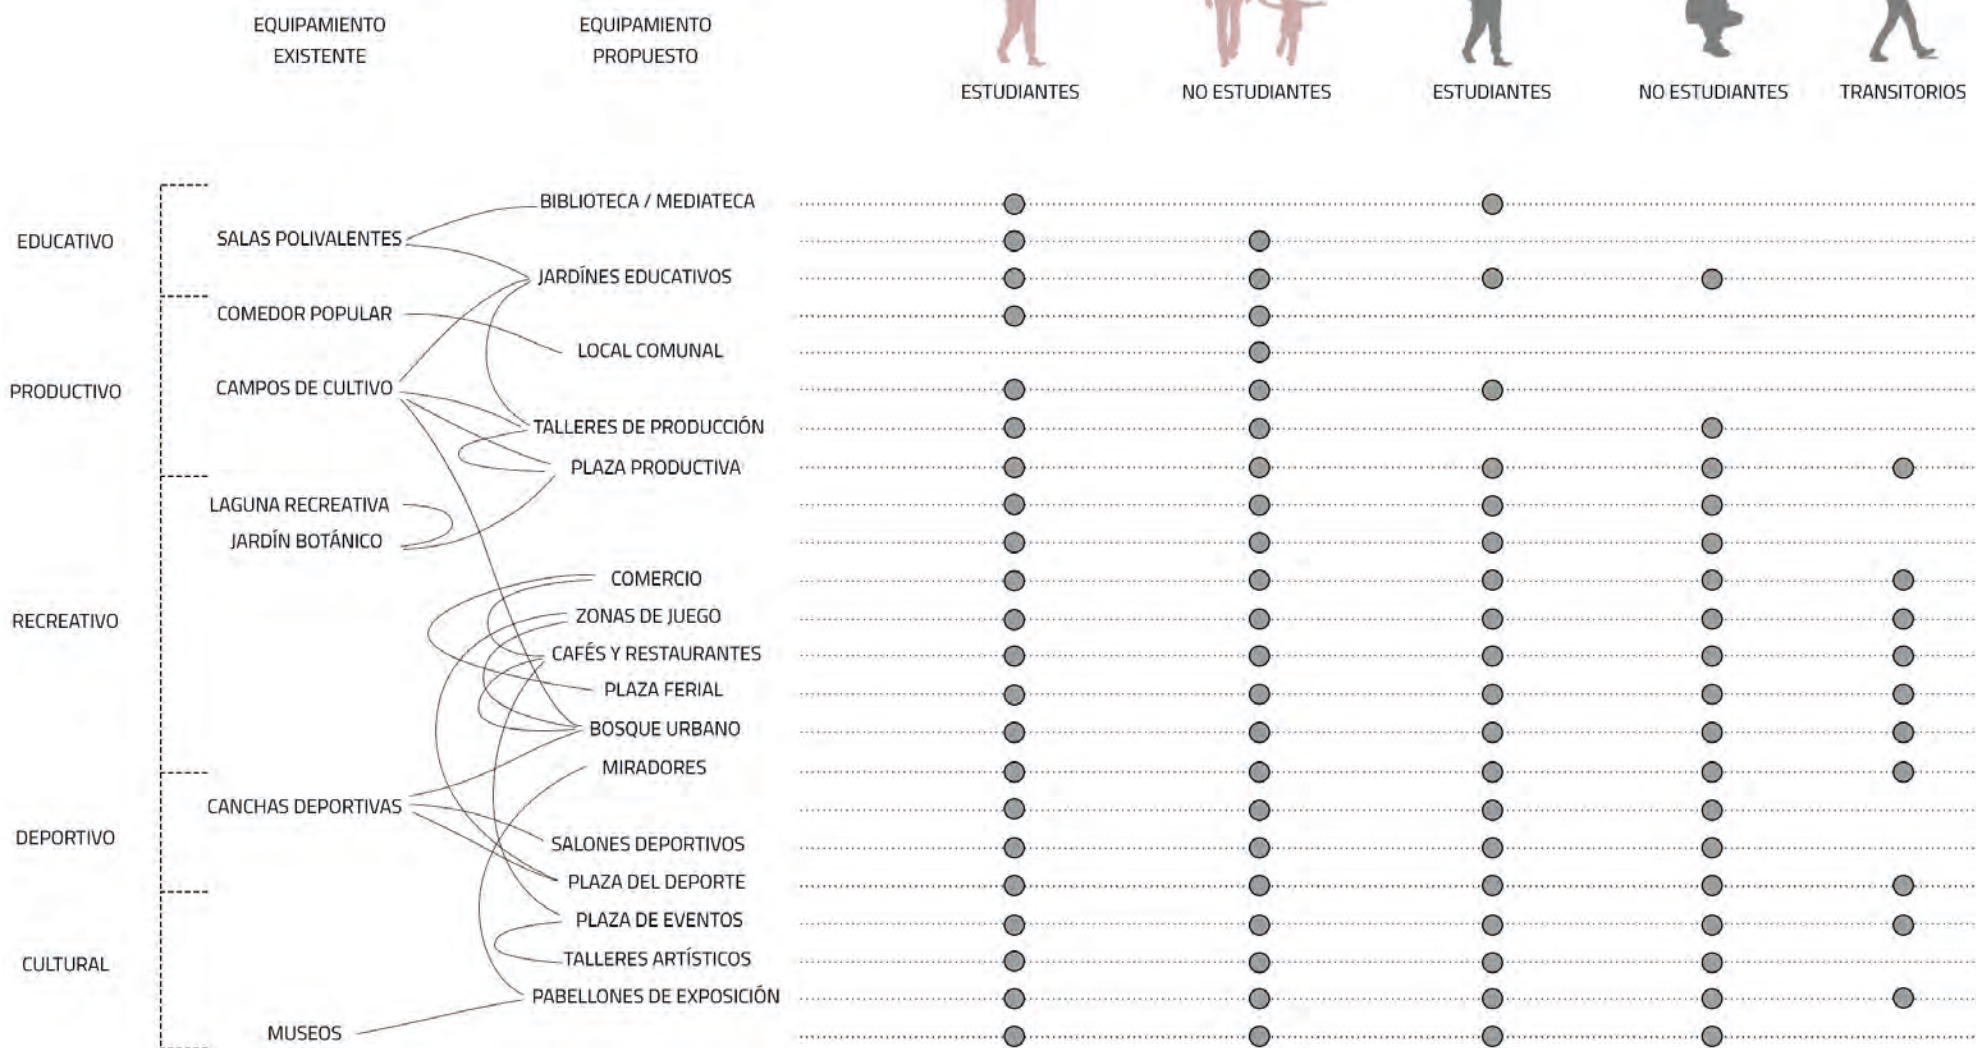 EQUIPAMIENTO
EXISTENTE
EQUIPAMIENTO
PROPUESTO
ESTUDIANTES
NO ESTUDIANTES
ESTUDIANTES
NO ESTUDIANTES
TRANSITORIOS
BIBLIOTECA / MEDIATECA
EDUCATIVO
SALAS POLIVALENTES
JARDÍNES EDUCATIVOS
COMEDOR POPULAR
LOCAL COMUNAL
PRODUCTIVO
CAMPOS DE CULTIVO
TALLERES DE PRODUCCIÓN
PLAZA PRODUCTIVA
LAGUNA RECREATIVA
JARDÍN BOTÁNICO
COMERCIO
RECREATIVO
ZONAS DE JUEGO
CAFÉS Y RESTAURANTES
PLAZA FERIAL
BOSQUE URBANO
MIRADORES
CANCHAS DEPORTIVAS
DEPORTIVO
SALONES DEPORTIVOS
PLAZA DEL DEPORTE
PLAZA DE EVENTOS
CULTURAL
TALLERES ARTÍSTICOS
PABELLONES DE EXPOSICIÓN
MUSEOS